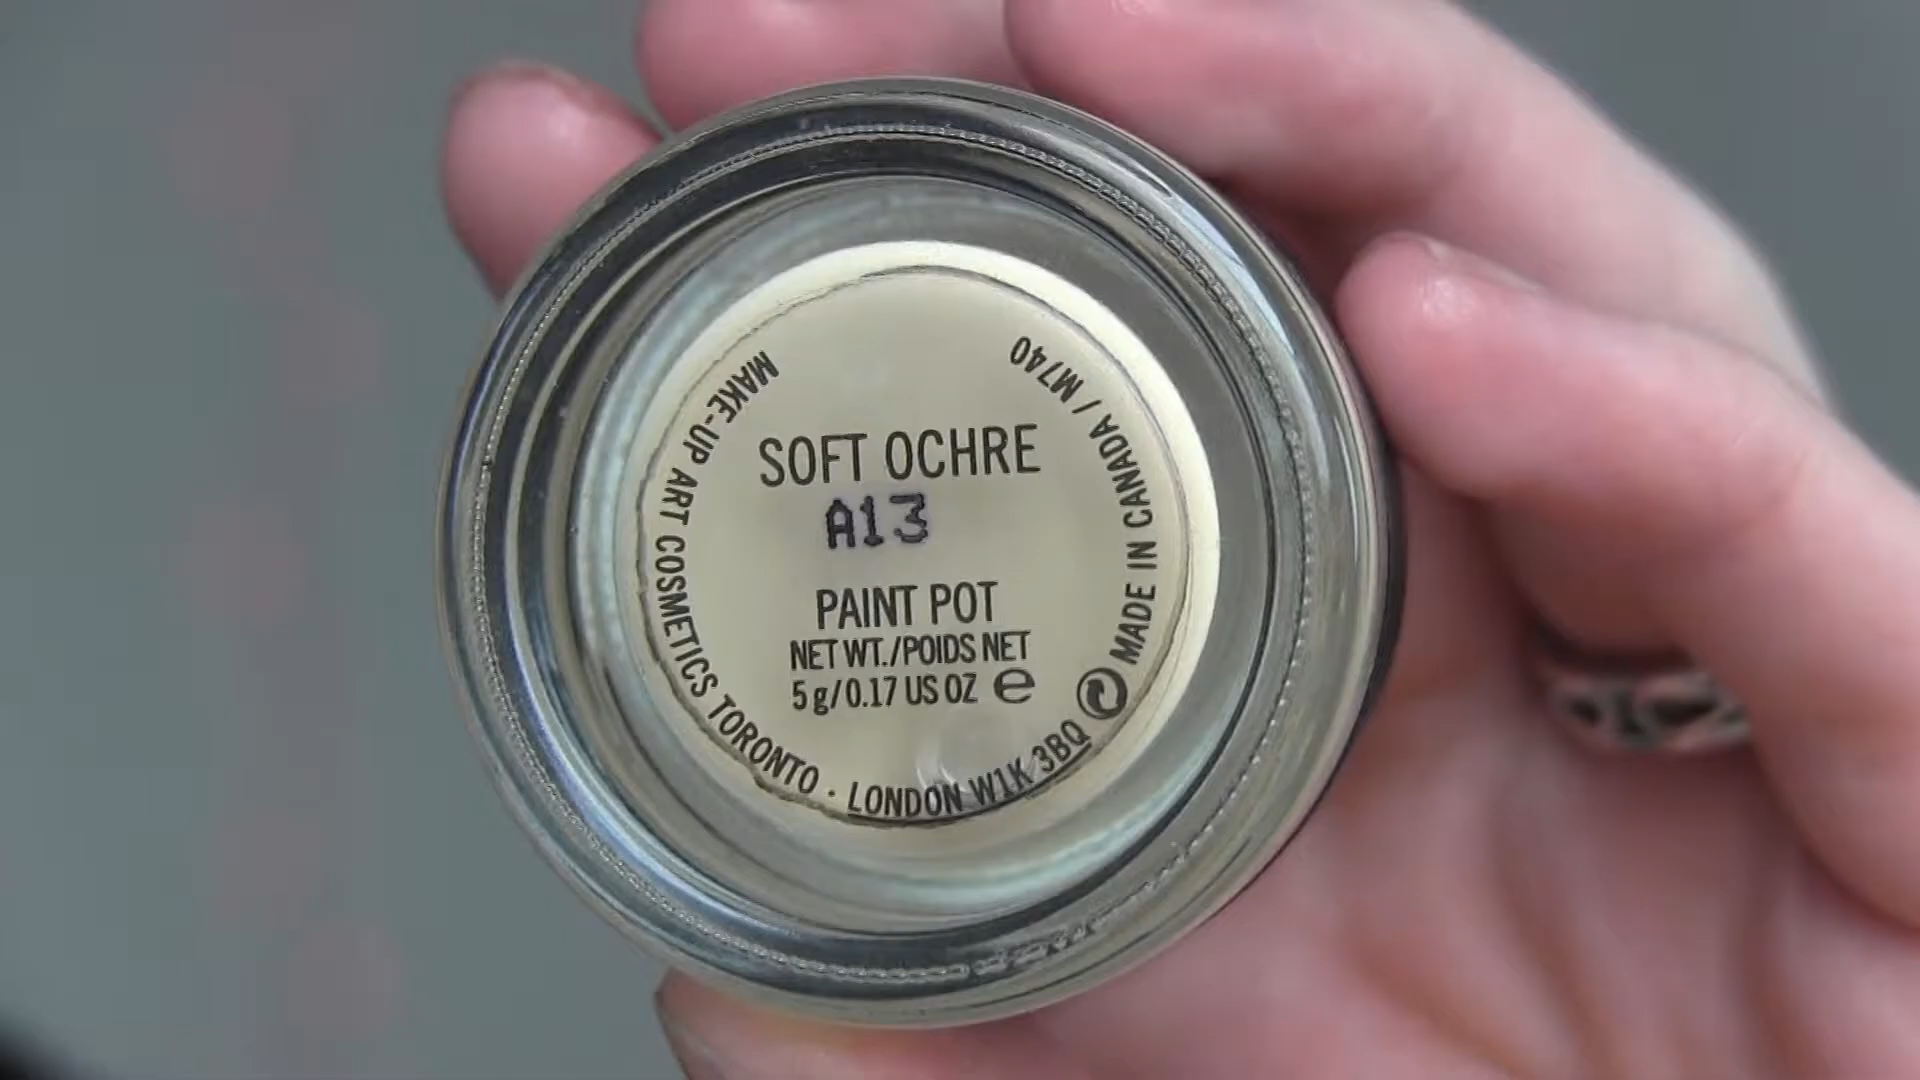 SOFT OCHRE
A13
PAINT POT
NET WT./POIDS NET
5 g/0.17 US OZ e
MAKE-UP ART COSMETICS TORONTO · LONDON W1K 3BQ
MADE IN CANADA / M740